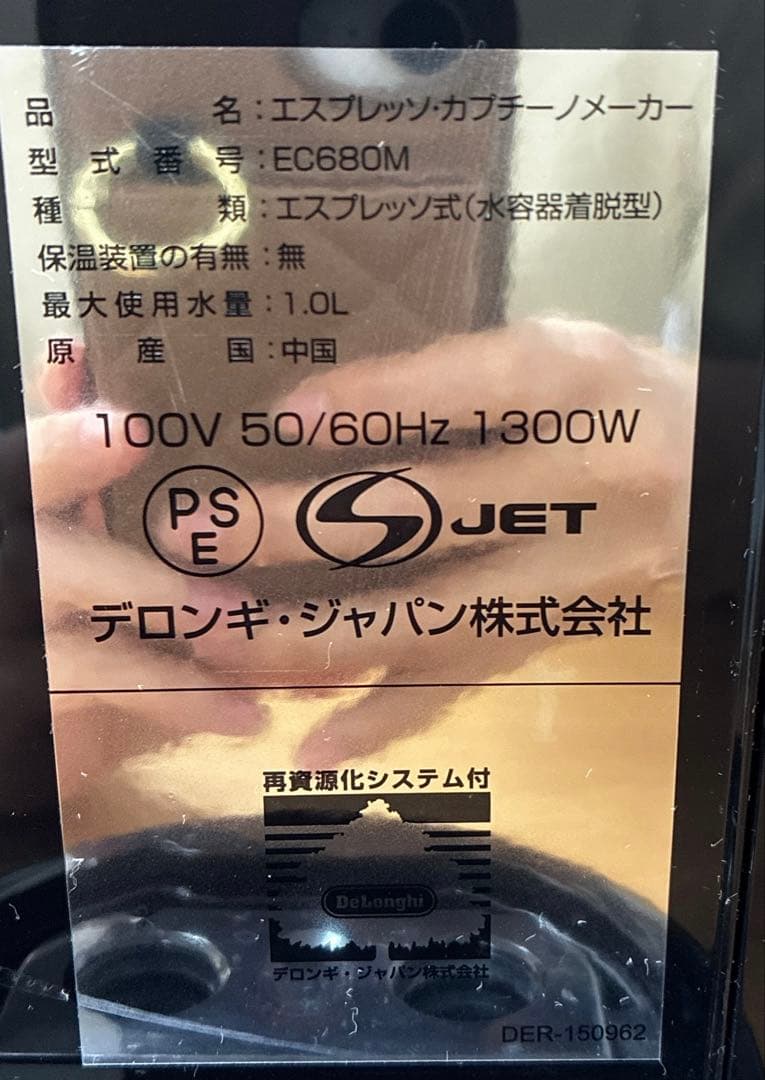 品名：エスプレッソ・カプチーノメーカー
型式番号：EC680M
種類：エスプレッソ式（水容器着脱型）
保温装置の有無：無
最大使用水量：1.0L
原産国：中国
100V 50/60Hz 1300W
PS
E
S JET
デロンギ・ジャパン株式会社
再資源化システム付
DeLonghi
デロンギ・ジャパン株式会社
DER-150962